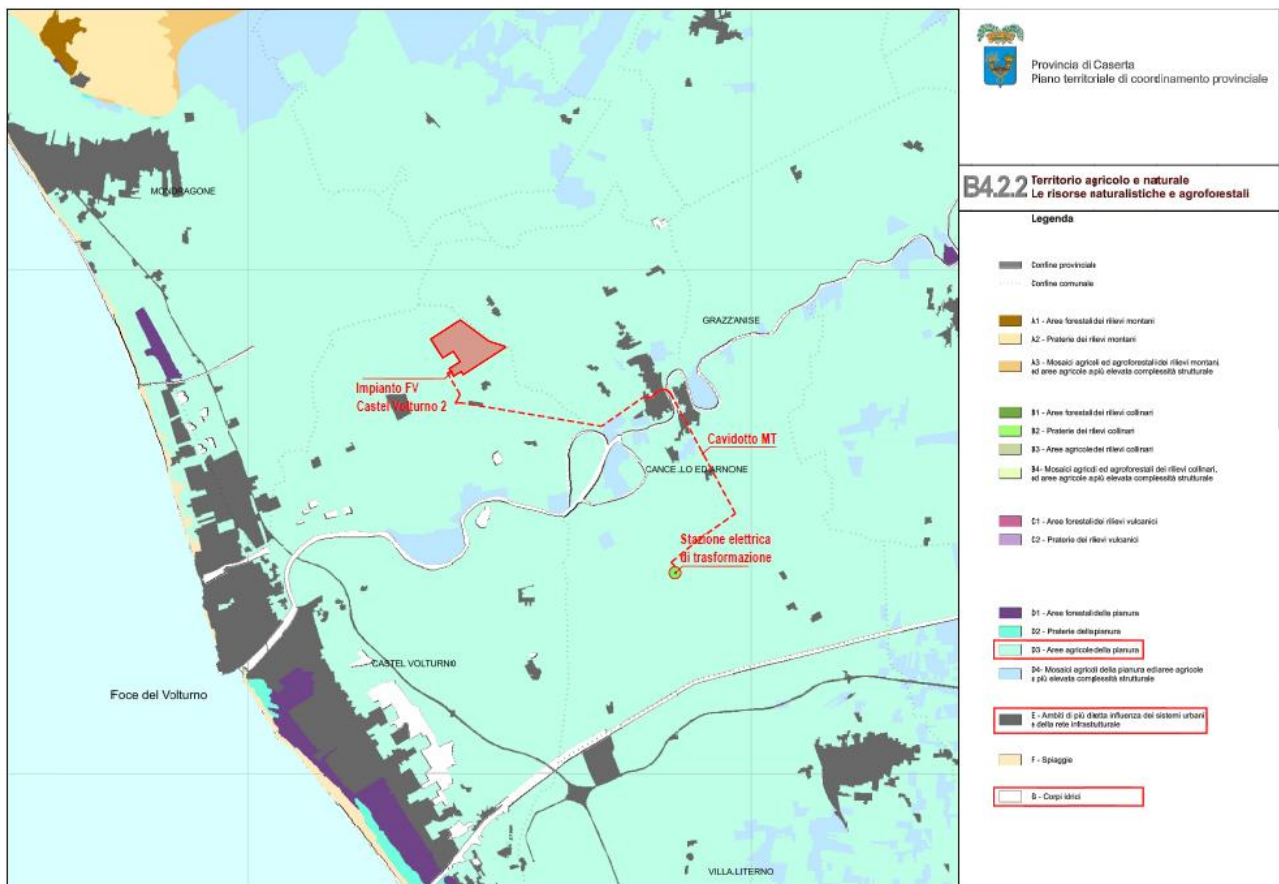 MONDRAGONE
GRAZZANISE
Impianto FV
Castel Volturno 2
Cavidotto MT
CANCE..LO ED ARNONE
Stazione elettrica
di trasformazione
CASTEL VOLTURNO
Foce del Volturno
VILLA LITERNO
Provincia di Caserta
Piano territoriale di coordinamento provinciale
B4.2.2 Territorio agricolo e naturale
Le risorse naturalistiche e agroforestali
Legenda
Confine provinciale
Confine comunale
A1 - Aree forestali dei rilievi montani
A2 - Praterie dei rilievi montani
A3 - Mosaici agricoli ed agroforestali dei rilievi montani,
ed aree agricole a più elevata complessità strutturale
B1 - Aree forestali dei rilievi collinari
B2 - Praterie dei rilievi collinari
B3 - Aree agricole dei rilievi collinari
B4- Mosaici agricoli ed agroforestali dei rilievi collinari,
ed aree agricole a più elevata complessità strutturale
C1 - Aree forestali dei rilievi vulcanici
C2 - Praterie dei rilievi vulcanici
D1 - Aree forestali della pianura
D2 - Praterie della pianura
D3 - Aree agricole della pianura
D4- Mosaici agricoli della pianura ed aree agricole
a più elevata complessità strutturale
E - Ambiti di più diretta influenza dei sistemi urbani
e della rete infrastutturale
F - Spiaggie
G - Corpi idrici